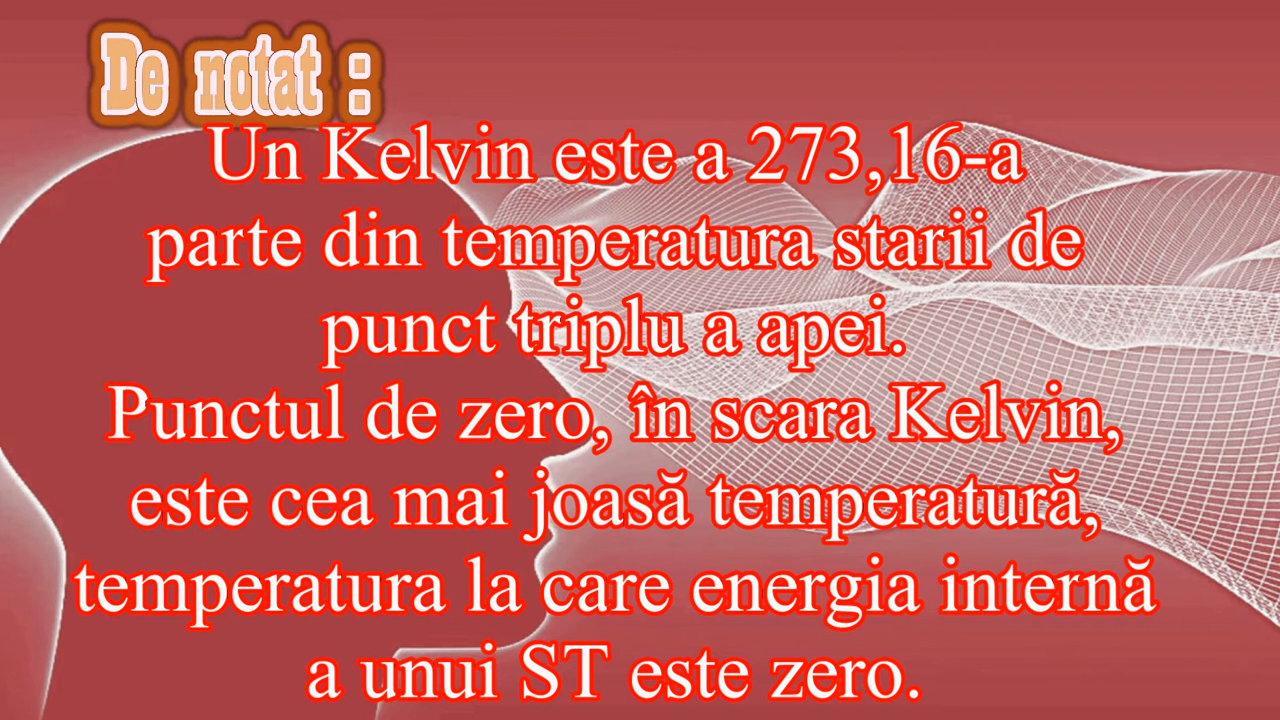 De notat :
Un Kelvin este a 273,16-a
parte din temperatura starii de
punct triplu a apei.
Punctul de zero, în scara Kelvin,
este cea mai joasă temperatură,
temperatura la care energia internă
a unui ST este zero.